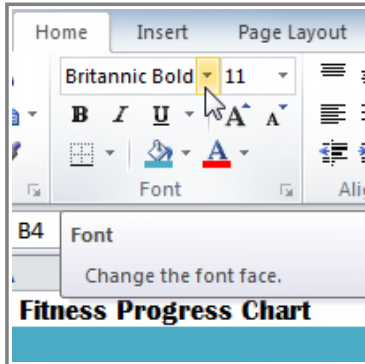 Home Insert Page Layout
Britannic Bold 11
B I U A A
A
Font
B4
Font
Change the font face.
Fitness Progress Chart